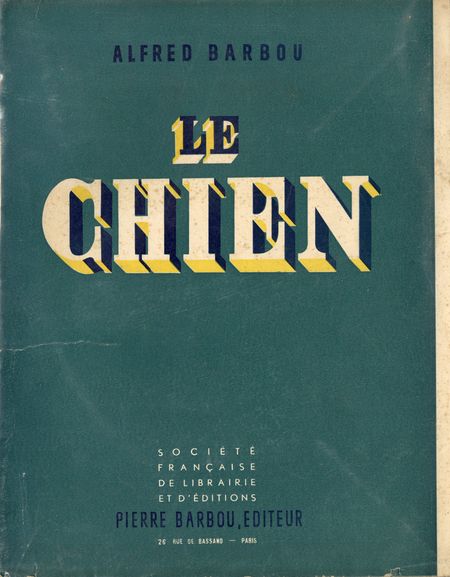 ALFRED BARBOU
LE
CHIEN
SOCIÉTÉ
FRANÇAISE
DE LIBRAIRIE
ET D'ÉDITIONS
PIERRE BARBOU, EDITEUR
26 RUE DE BASSANO — PARIS